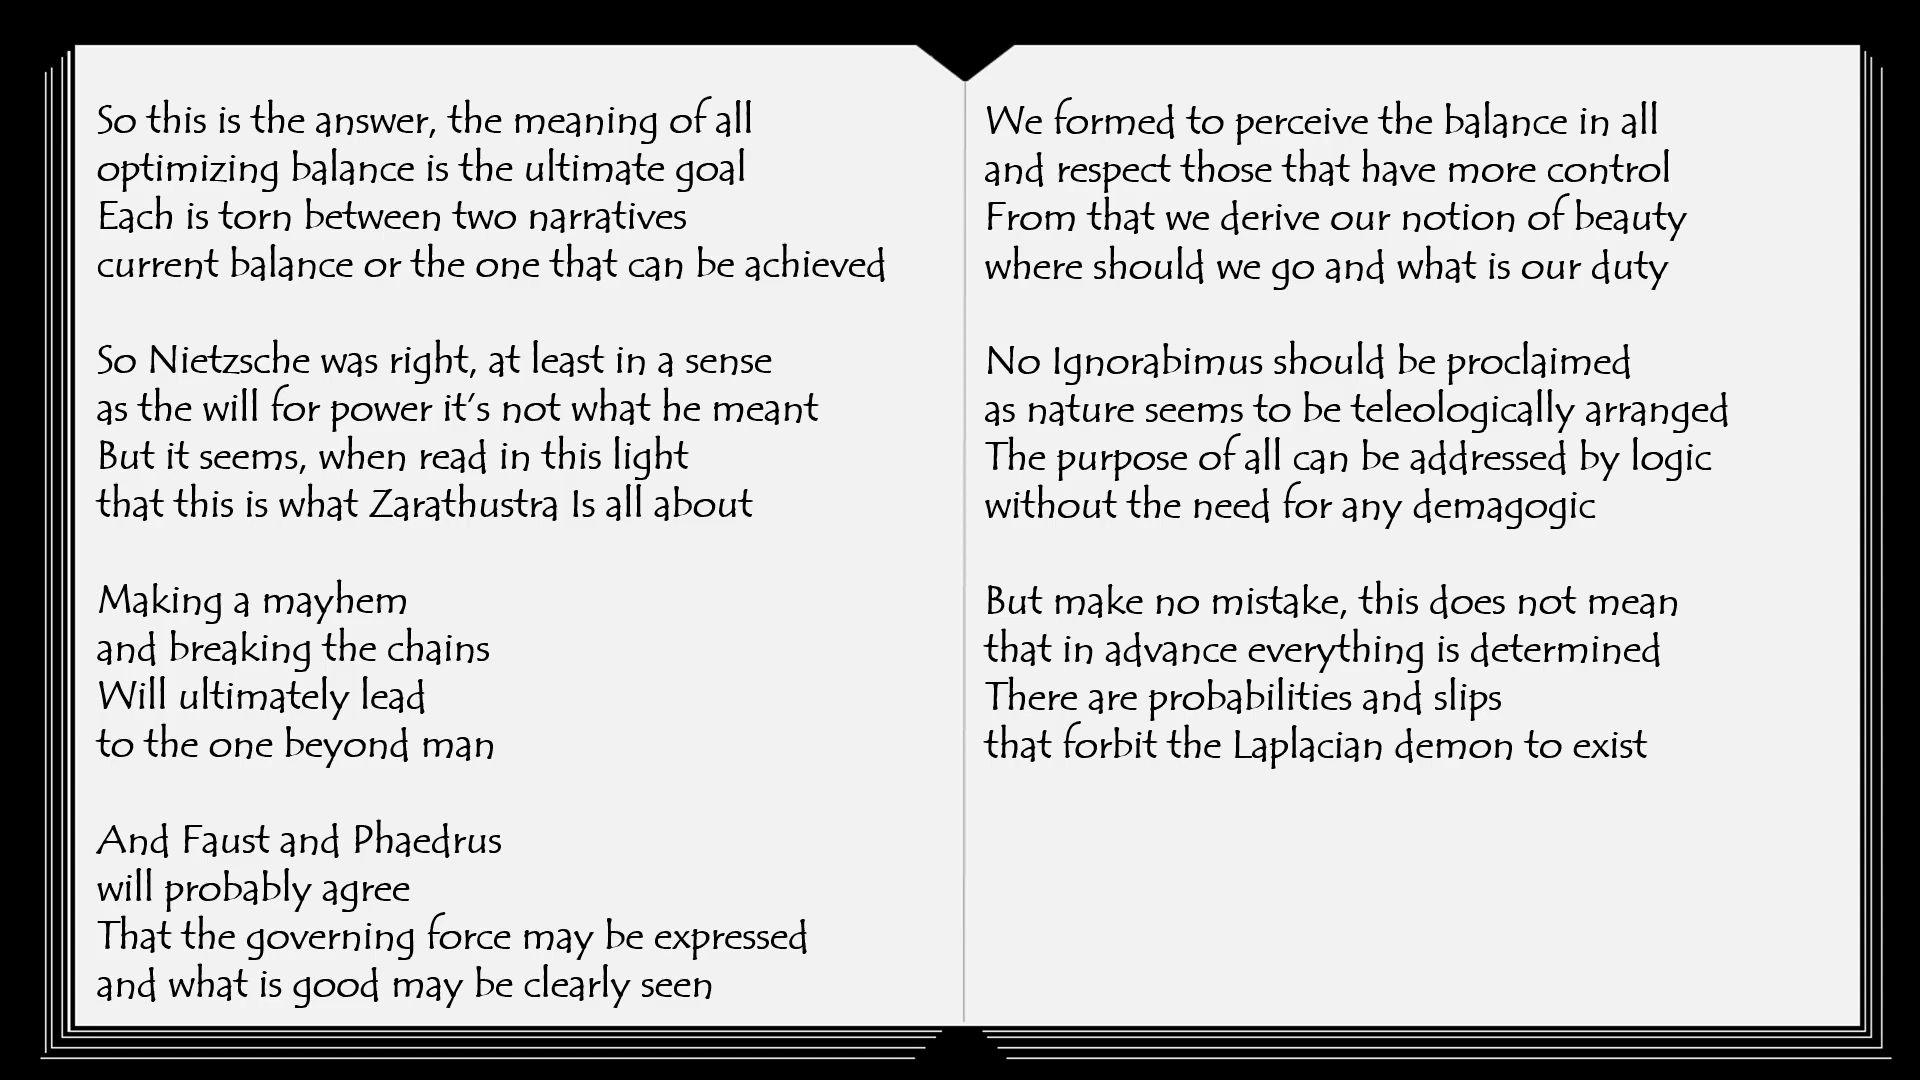 So this is the answer, the meaning of all
optimizing balance is the ultimate goal
Each is torn between two narratives
current balance or the one that can be achieved
So Nietzsche was right, at least in a sense
as the will for power it's not what he meant
But it seems, when read in this light
that this is what Zarathustra Is all about
Making a mayhem
and breaking the chains
Will ultimately lead
to the one beyond man
And Faust and Phaedrus
will probably agree
That the governing force may be expressed
and what is good may be clearly seen
We formed to perceive the balance in all
and respect those that have more control
From that we derive our notion of beauty
where should we go and what is our duty
No Ignorabimus should be proclaimed
as nature seems to be teleologically arranged
The purpose of all can be addressed by logic
without the need for any demagogic
But make no mistake, this does not mean
that in advance everything is determined
There are probabilities and slips
that forbit the Laplacian demon to exist